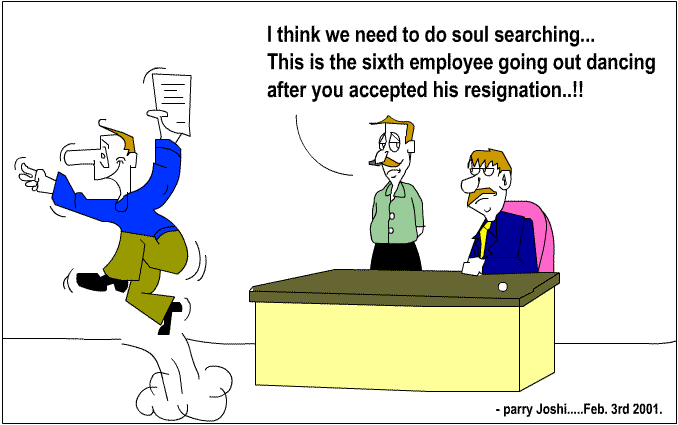 I think we need to do soul searching...
This is the sixth employee going out dancing
after you accepted his resignation..!!
- parry Joshi.....Feb. 3rd 2001.